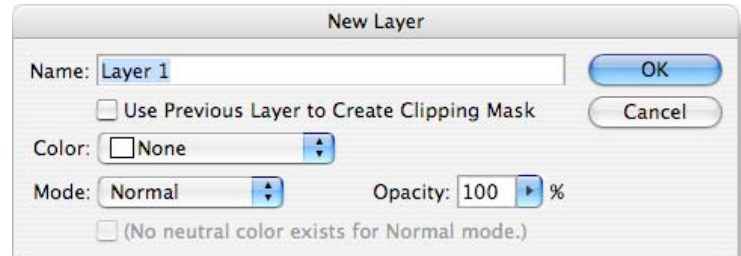 New Layer
Name: Layer 1 OK
Use Previous Layer to Create Clipping Mask Cancel
Color: None
Mode: Normal Opacity: 100 %
(No neutral color exists for Normal mode.)